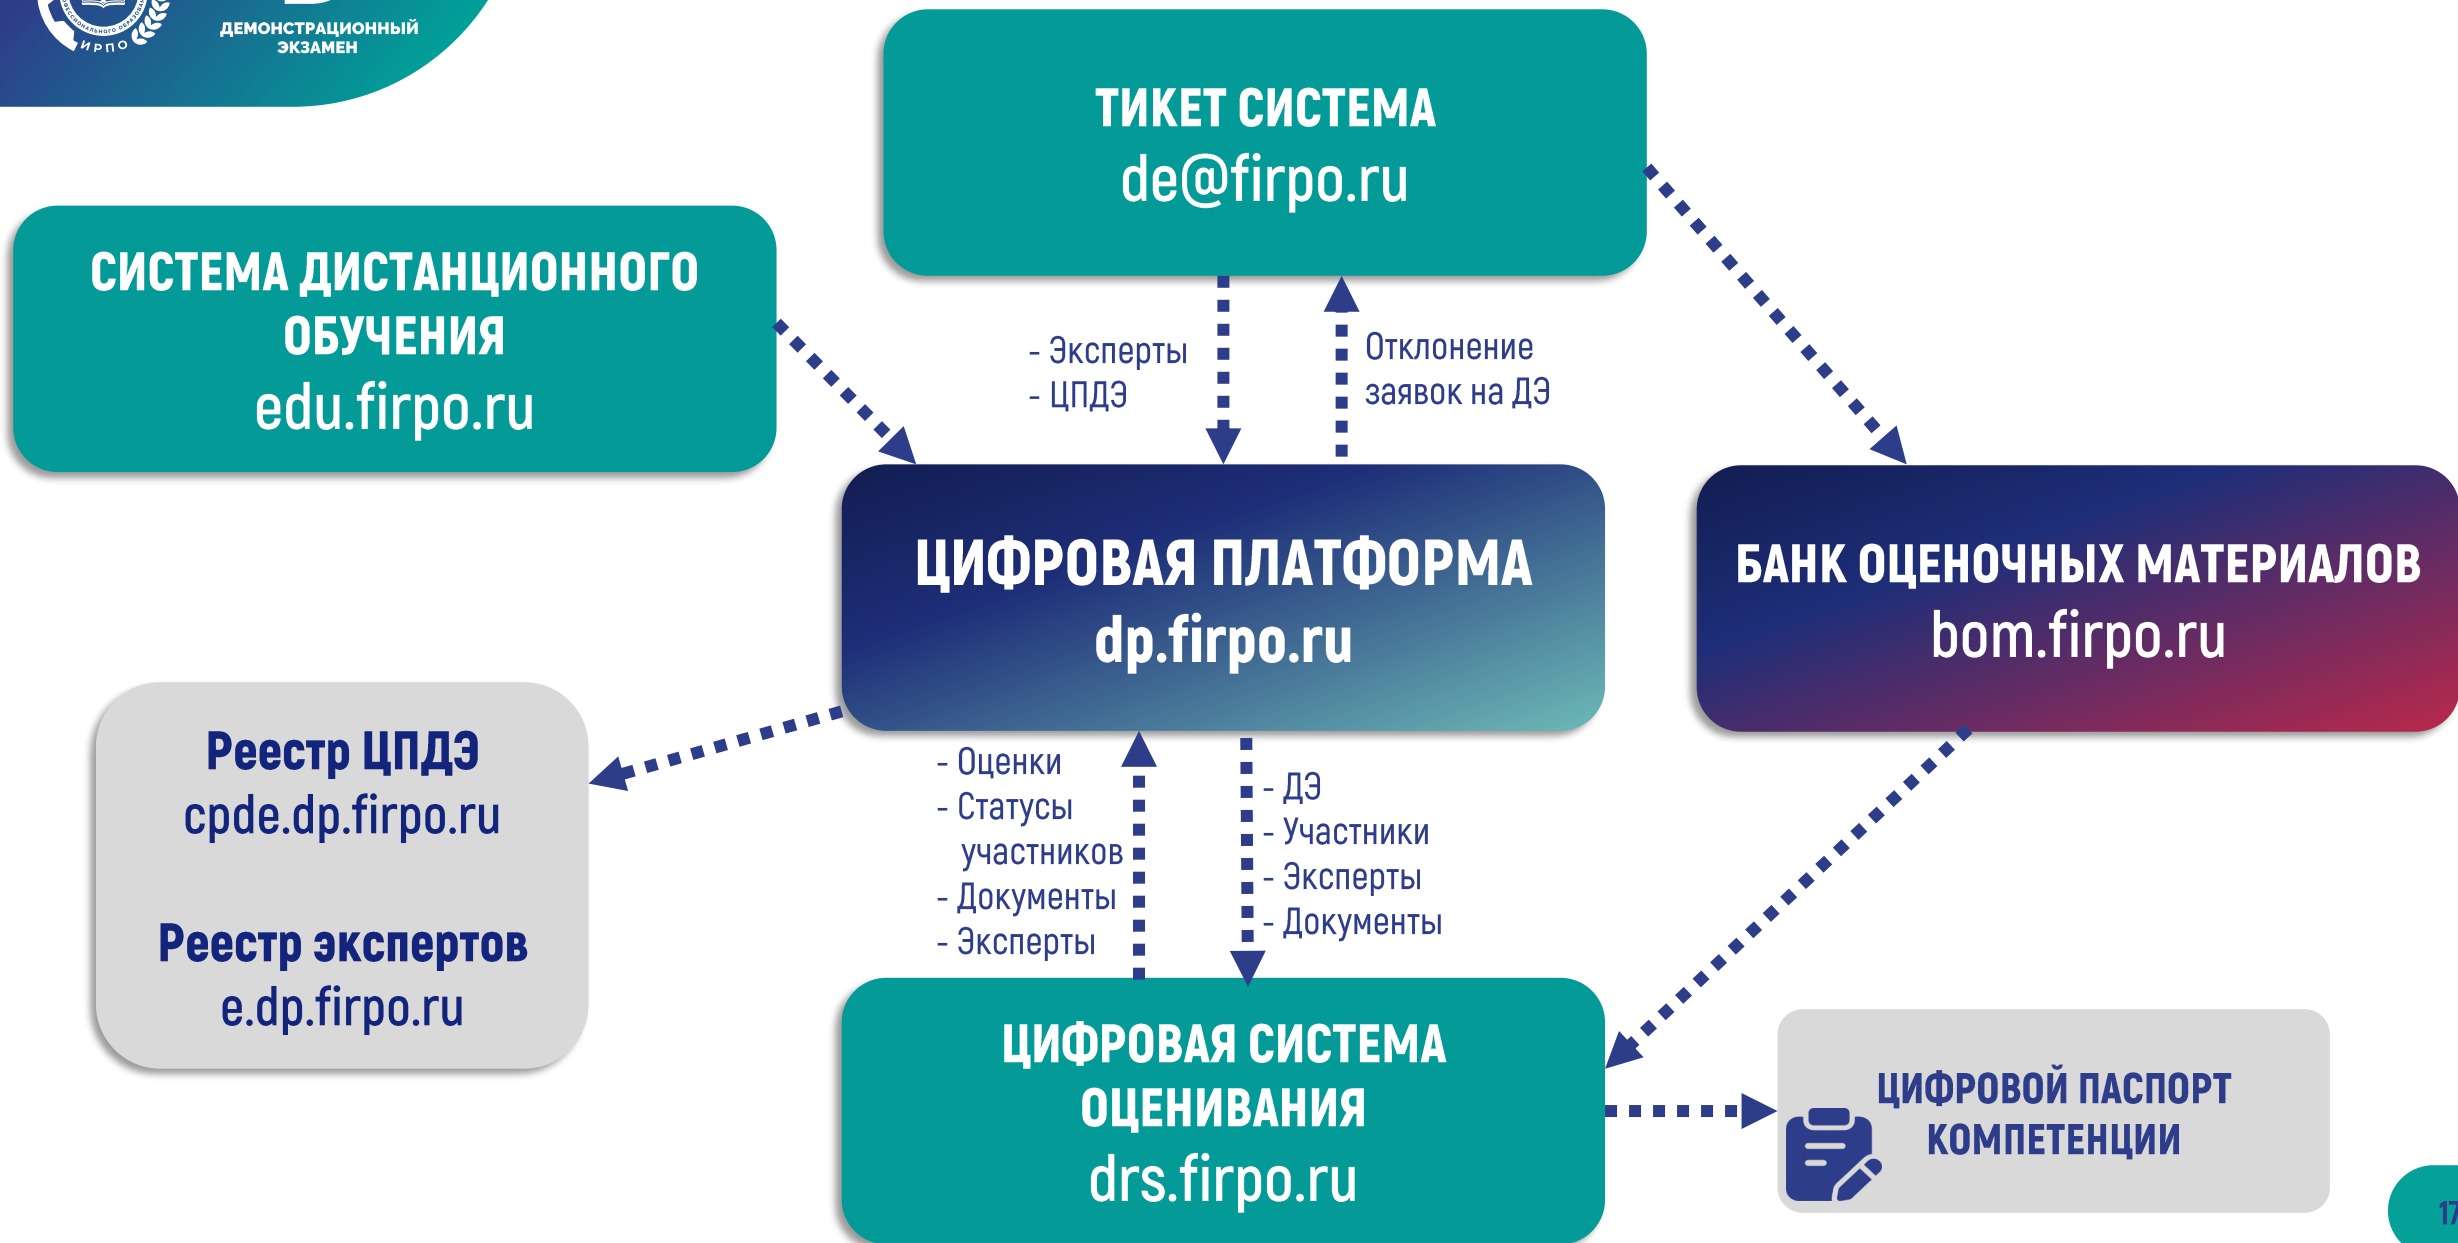 ИРПО
ДЕМОНСТРАЦИОННЫЙ
ЭКЗАМЕН
ТИКЕТ СИСТЕМА
de@firpo.ru
СИСТЕМА ДИСТАНЦИОННОГО
ОБУЧЕНИЯ
edu.firpo.ru
- Эксперты
- ЦПДЭ
Отклонение
заявок на ДЭ
ЦИФРОВАЯ ПЛАТФОРМА
dp.firpo.ru
БАНК ОЦЕНОЧНЫХ МАТЕРИАЛОВ
bom.firpo.ru
Реестр ЦПДЭ
cpde.dp.firpo.ru
Реестр экспертов
e.dp.firpo.ru
- Оценки
- Статусы
участников
- Документы
- Эксперты
- ДЭ
- Участники
- Эксперты
- Документы
ЦИФРОВАЯ СИСТЕМА
ОЦЕНИВАНИЯ
drs.firpo.ru
ЦИФРОВОЙ ПАСПОРТ
КОМПЕТЕНЦИИ
17